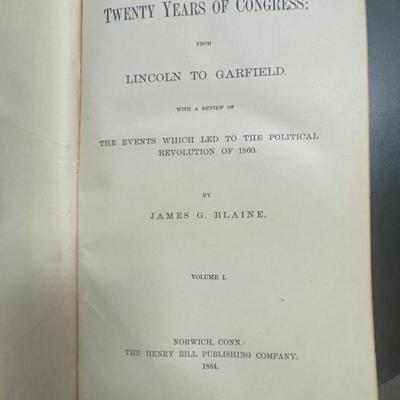 TWENTY YEARS OF CONGRESS:
FROM
LINCOLN TO GARFIELD.
WITH A REVIEW OF
THE EVENTS WHICH LED TO THE POLITICAL
REVOLUTION OF 1860.
BY
JAMES G. BLAINE.
VOLUME I.
NORWICH, CONN.:
THE HENRY BILL PUBLISHING COMPANY.
1884.